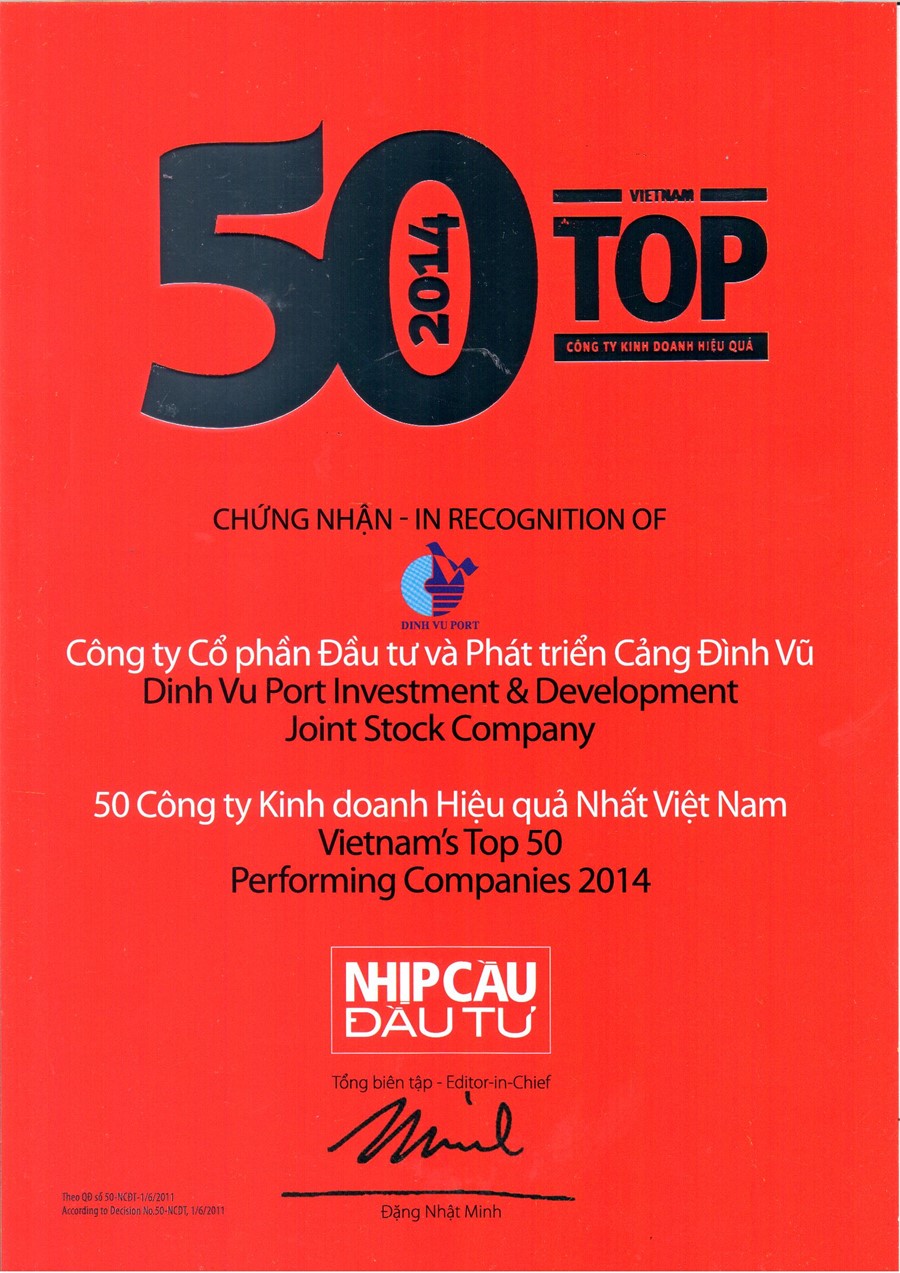 50
2014
VIETNAM
TOP
CÔNG TY KINH DOANH HIỆU QUẢ
CHỨNG NHẬN - IN RECOGNITION OF
DINH VU PORT
Công ty Cổ phần Đầu tư và Phát triển Cảng Đình Vũ
Dinh Vu Port Investment & Development
Joint Stock Company
50 Công ty Kinh doanh Hiệu quả Nhất Việt Nam
Vietnam's Top 50
Performing Companies 2014
NHỊP CẦU
ĐẦU TƯ
Tổng biên tập - Editor-in-Chief
Minh
Đặng Nhật Minh
Theo QĐ số 50-NCĐT-1/6/2011
According to Decision No.50-NCDT, 1/6/2011